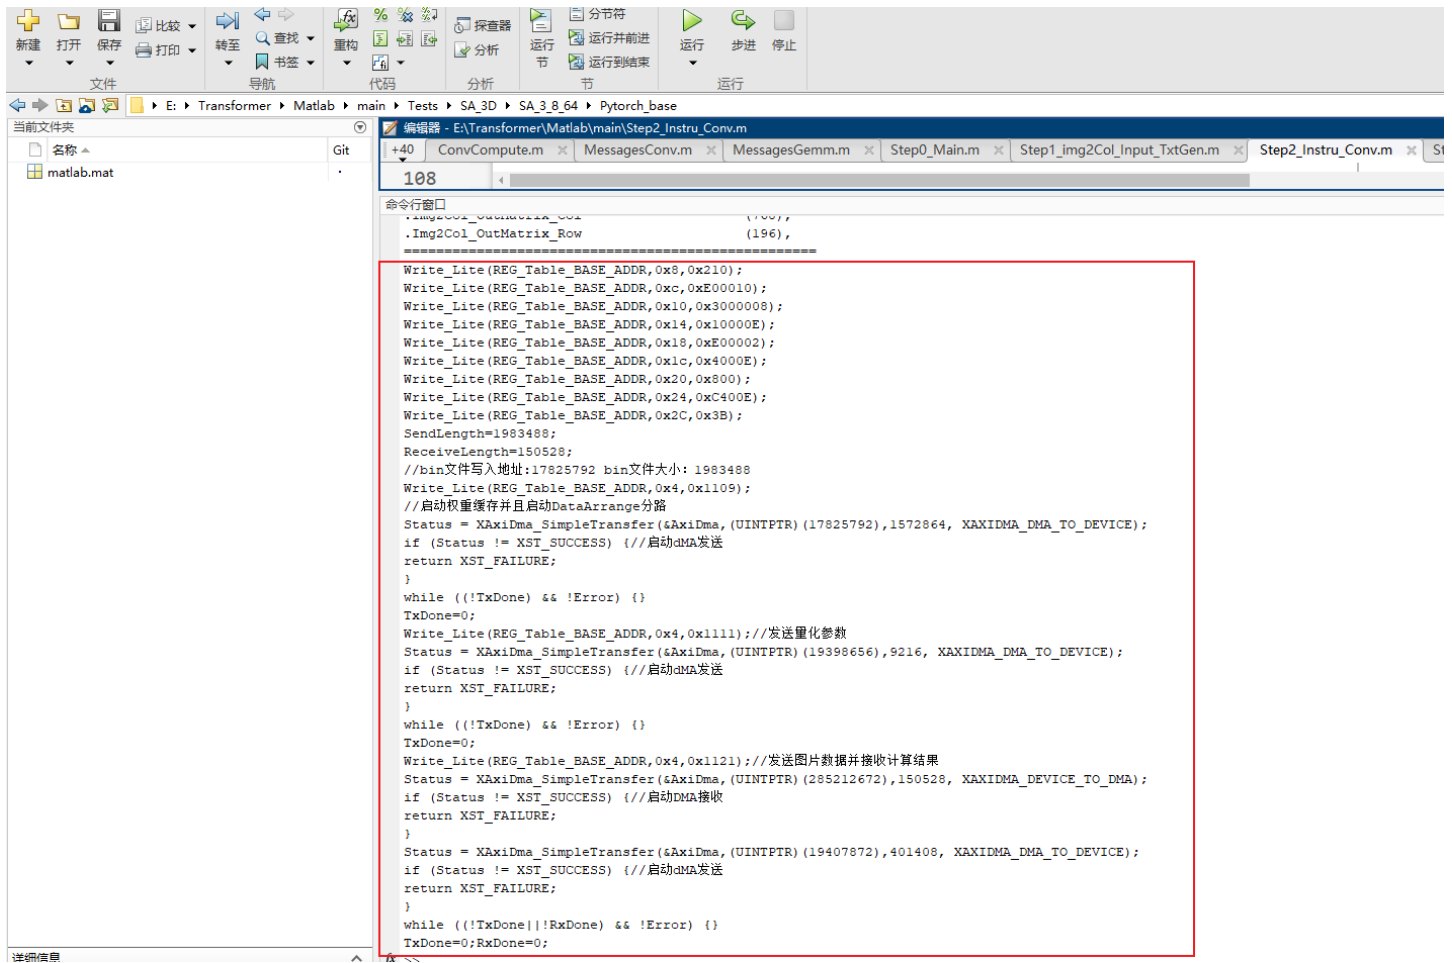 新建 打开 保存 比较 打印 转至 查找 书签 重构 探查器 分析 运行节 分节符 运行并前进 运行到结束 运行 步进 停止
文件 导航 代码 分析 节 运行
E: Transformer Matlab main Tests SA_3D SA_3_8_64 Pytorch_base
当前文件夹
名称 Git
matlab.mat
编辑器 - E:\Transformer\Matlab\main\Step2_Instru_Conv.m
+40 ConvCompute.m MessagesConv.m MessagesGemm.m Step0_Main.m Step1_img2Col_Input_TxtGen.m Step2_Instru_Conv.m St
108
命令行窗口
.Img2Col_OutMatrix_Col (768),
.Img2Col_OutMatrix_Row (196),
===================================================
Write_Lite(REG_Table_BASE_ADDR,0x8,0x210);
Write_Lite(REG_Table_BASE_ADDR,0xc,0xE00010);
Write_Lite(REG_Table_BASE_ADDR,0x10,0x3000008);
Write_Lite(REG_Table_BASE_ADDR,0x14,0x10000E);
Write_Lite(REG_Table_BASE_ADDR,0x18,0xE00002);
Write_Lite(REG_Table_BASE_ADDR,0x1c,0x4000E);
Write_Lite(REG_Table_BASE_ADDR,0x20,0x800);
Write_Lite(REG_Table_BASE_ADDR,0x24,0xC400E);
Write_Lite(REG_Table_BASE_ADDR,0x2C,0x3B);
SendLength=1983488;
ReceiveLength=150528;
//bin文件写入地址:17825792 bin文件大小: 1983488
Write_Lite(REG_Table_BASE_ADDR,0x4,0x1109);
//启动权重缓存并且启动DataArrange分路
Status = XAxiDma_SimpleTransfer(&AxiDma,(UINTPTR)(17825792),1572864, XAXIDMA_DMA_TO_DEVICE);
if (Status != XST_SUCCESS) {//启动dMA发送
return XST_FAILURE;
}
while ((!TxDone) && !Error) {}
TxDone=0;
Write_Lite(REG_Table_BASE_ADDR,0x4,0x1111);//发送量化参数
Status = XAxiDma_SimpleTransfer(&AxiDma,(UINTPTR)(19398656),9216, XAXIDMA_DMA_TO_DEVICE);
if (Status != XST_SUCCESS) {//启动dMA发送
return XST_FAILURE;
}
while ((!TxDone) && !Error) {}
TxDone=0;
Write_Lite(REG_Table_BASE_ADDR,0x4,0x1121);//发送图片数据并接收计算结果
Status = XAxiDma_SimpleTransfer(&AxiDma,(UINTPTR)(285212672),150528, XAXIDMA_DEVICE_TO_DMA);
if (Status != XST_SUCCESS) {//启动DMA接收
return XST_FAILURE;
}
Status = XAxiDma_SimpleTransfer(&AxiDma,(UINTPTR)(19407872),401408, XAXIDMA_DMA_TO_DEVICE);
if (Status != XST_SUCCESS) {//启动dMA发送
return XST_FAILURE;
}
while ((!TxDone||!RxDone) && !Error) {}
TxDone=0;RxDone=0;
详细信息
fx >>